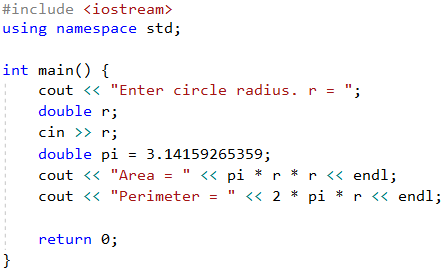 #include <iostream>
using namespace std;

int main() {
    cout << "Enter circle radius. r = ";
    double r;
    cin >> r;
    double pi = 3.14159265359;
    cout << "Area = " << pi * r * r << endl;
    cout << "Perimeter = " << 2 * pi * r << endl;

    return 0;
}